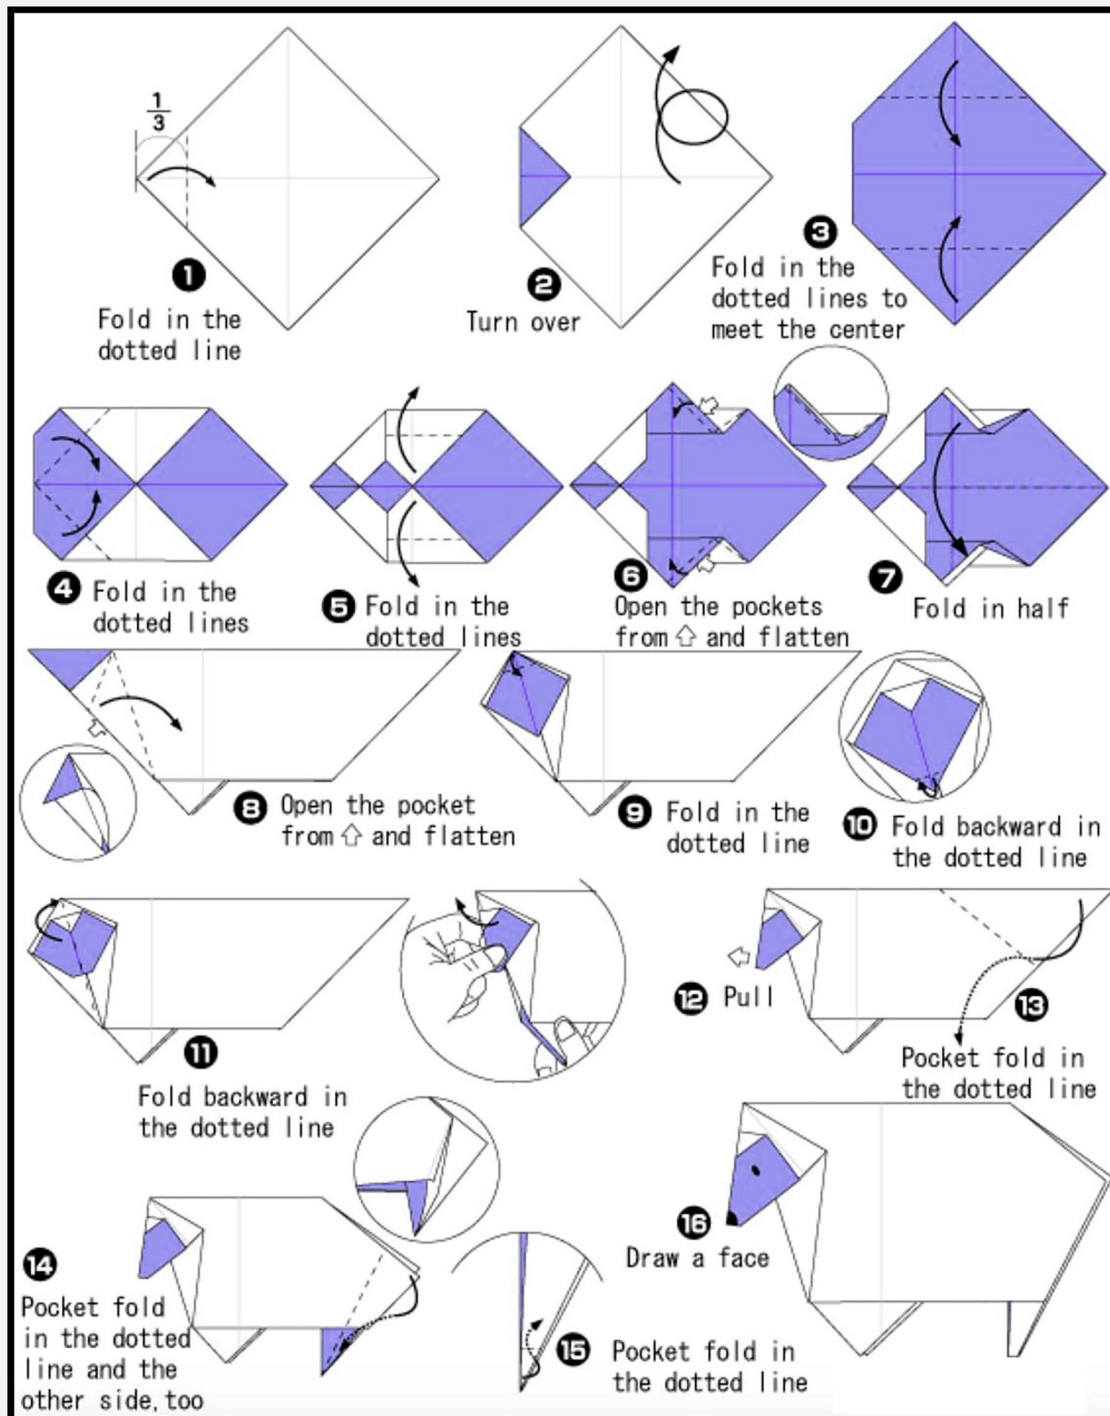 1
3
1
Fold in the
dotted line
2
Turn over
3
Fold in the
dotted lines to
meet the center
4
Fold in the
dotted lines
5
Fold in the
dotted lines
6
Open the pockets
from ⇧ and flatten
7
Fold in half
8
Open the pocket
from ⇧ and flatten
9
Fold in the
dotted line
10
Fold backward in
the dotted line
11
Fold backward in
the dotted line
12
Pull
13
Pocket fold in
the dotted line
14
Pocket fold
in the dotted
line and the
other side, too
15
Pocket fold in
the dotted line
16
Draw a face